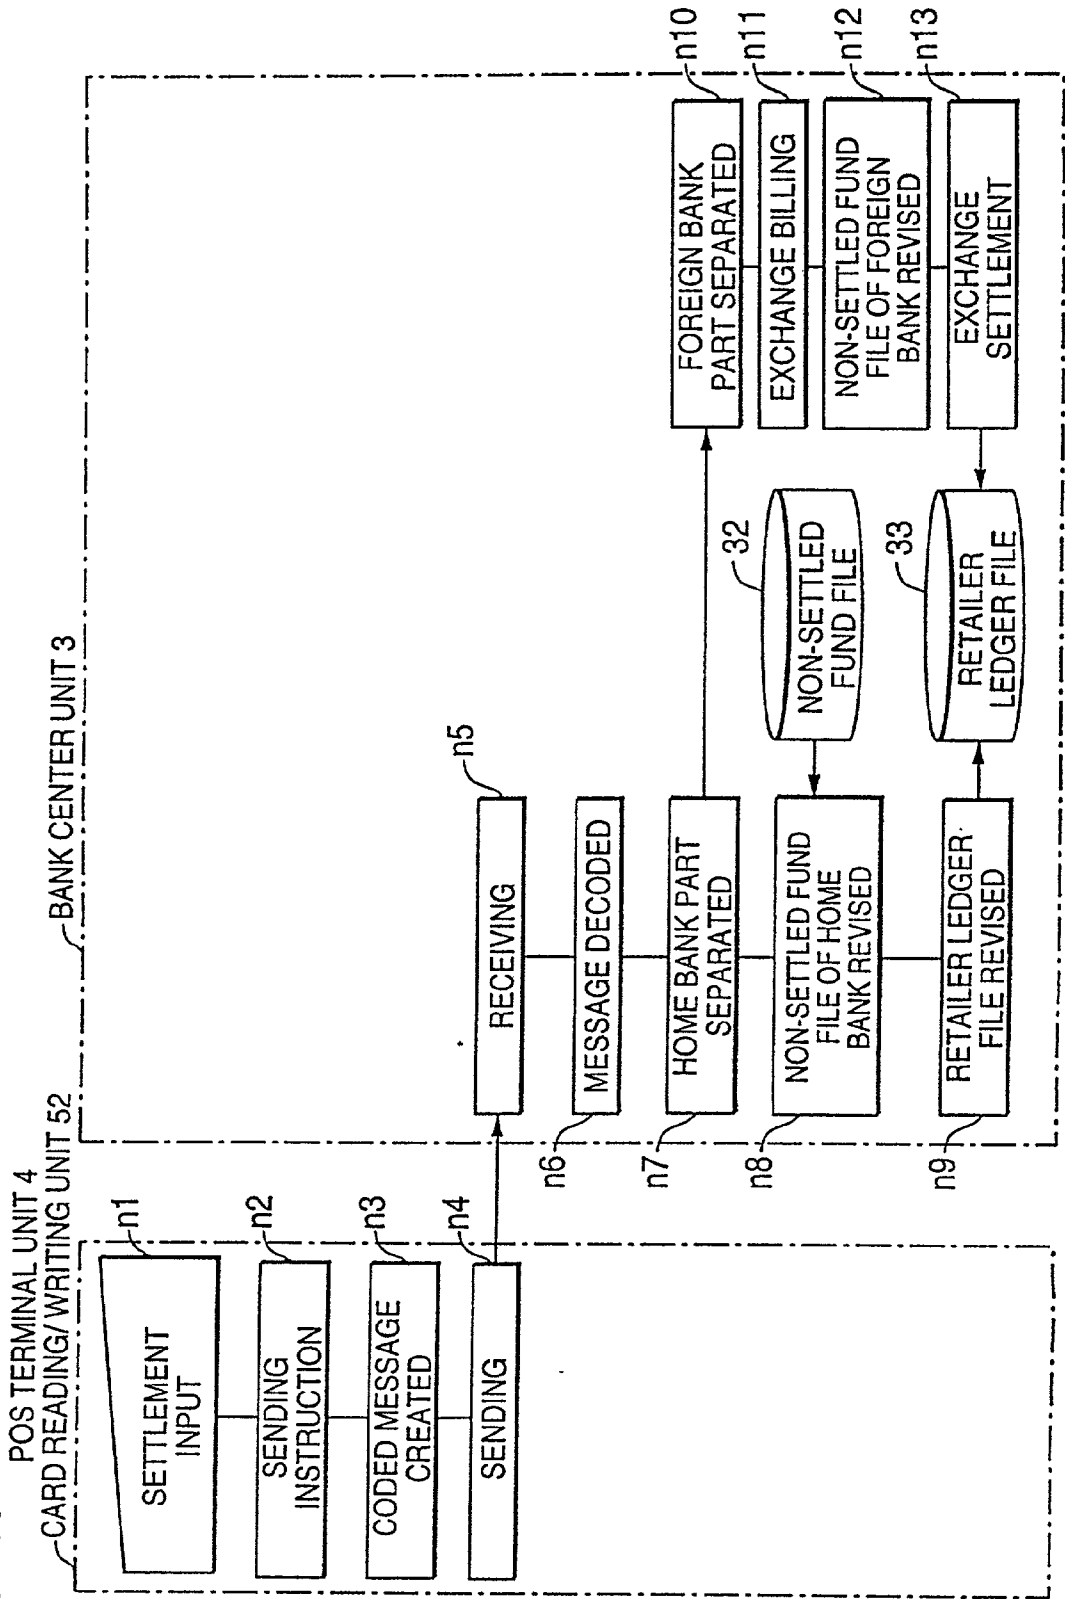 POS TERMINAL UNIT 4
CARD READING/WRITING UNIT 52
n1
SETTLEMENT
INPUT
n2
SENDING
INSTRUCTION
n3
CODED MESSAGE
CREATED
n4
SENDING
BANK CENTER UNIT 3
n5
RECEIVING
n6
MESSAGE DECODED
n7
HOME BANK PART
SEPARATED
n8
NON-SETTLED FUND
FILE OF HOME
BANK REVISED
n9
RETAILER LEDGER
FILE REVISED
32
NON-SETTLED
FUND FILE
33
RETAILER
LEDGER FILE
n10
FOREIGN BANK
PART SEPARATED
n11
EXCHANGE BILLING
n12
NON-SETTLED FUND
FILE OF FOREIGN
BANK REVISED
n13
EXCHANGE
SETTLEMENT